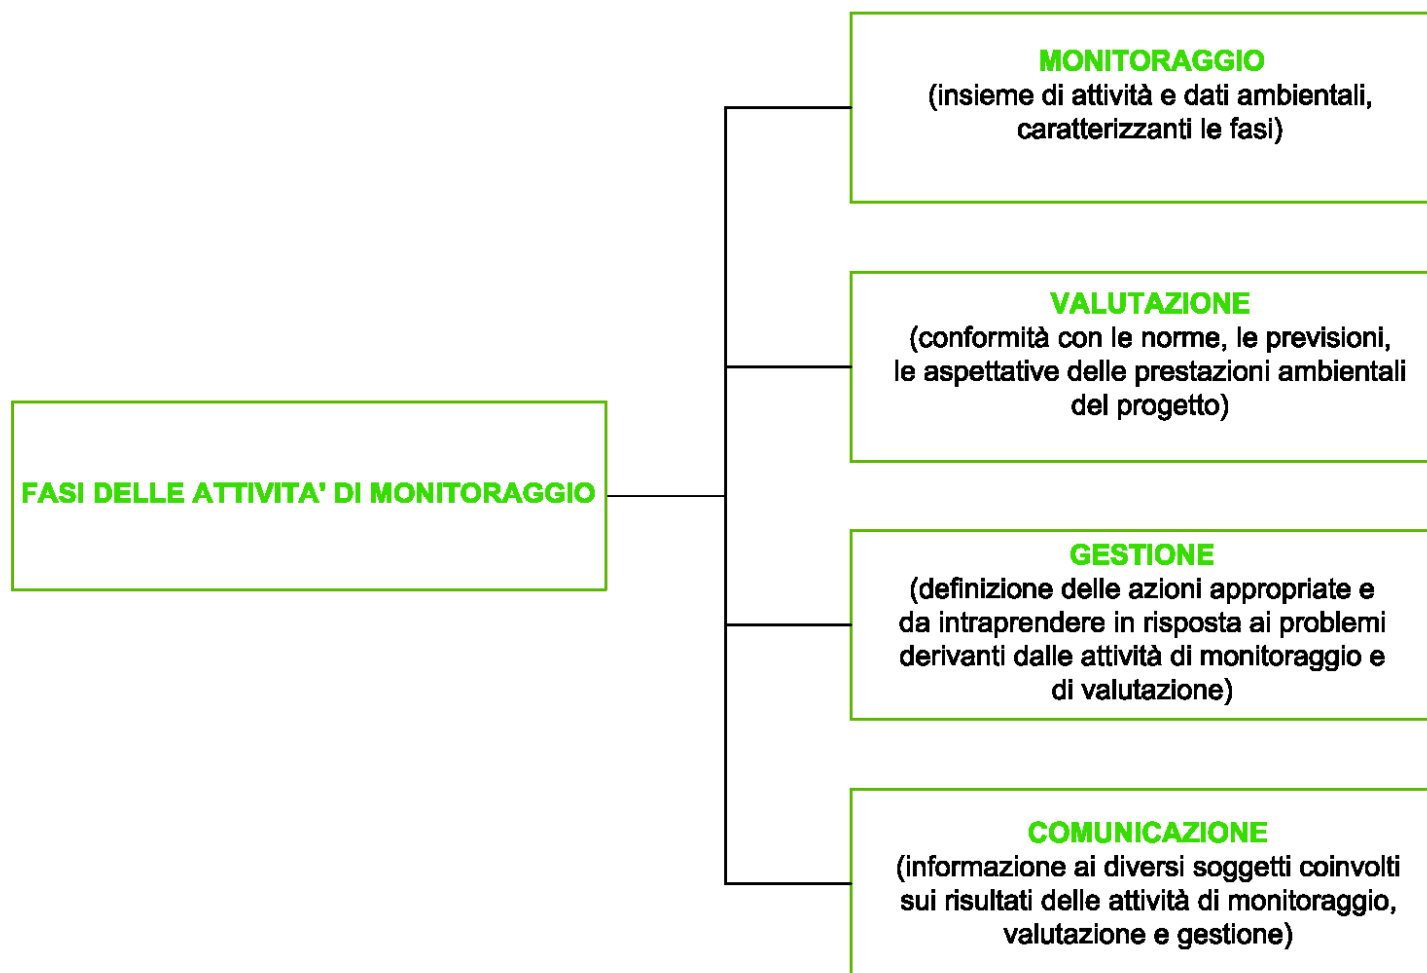 MONITORAGGIO
(insieme di attività e dati ambientali,
caratterizzanti le fasi)
VALUTAZIONE
(conformità con le norme, le previsioni,
le aspettative delle prestazioni ambientali
del progetto)
FASI DELLE ATTIVITA' DI MONITORAGGIO
GESTIONE
(definizione delle azioni appropriate e
da intraprendere in risposta ai problemi
derivanti dalle attività di monitoraggio e
di valutazione)
COMUNICAZIONE
(informazione ai diversi soggetti coinvolti
sui risultati delle attività di monitoraggio,
valutazione e gestione)